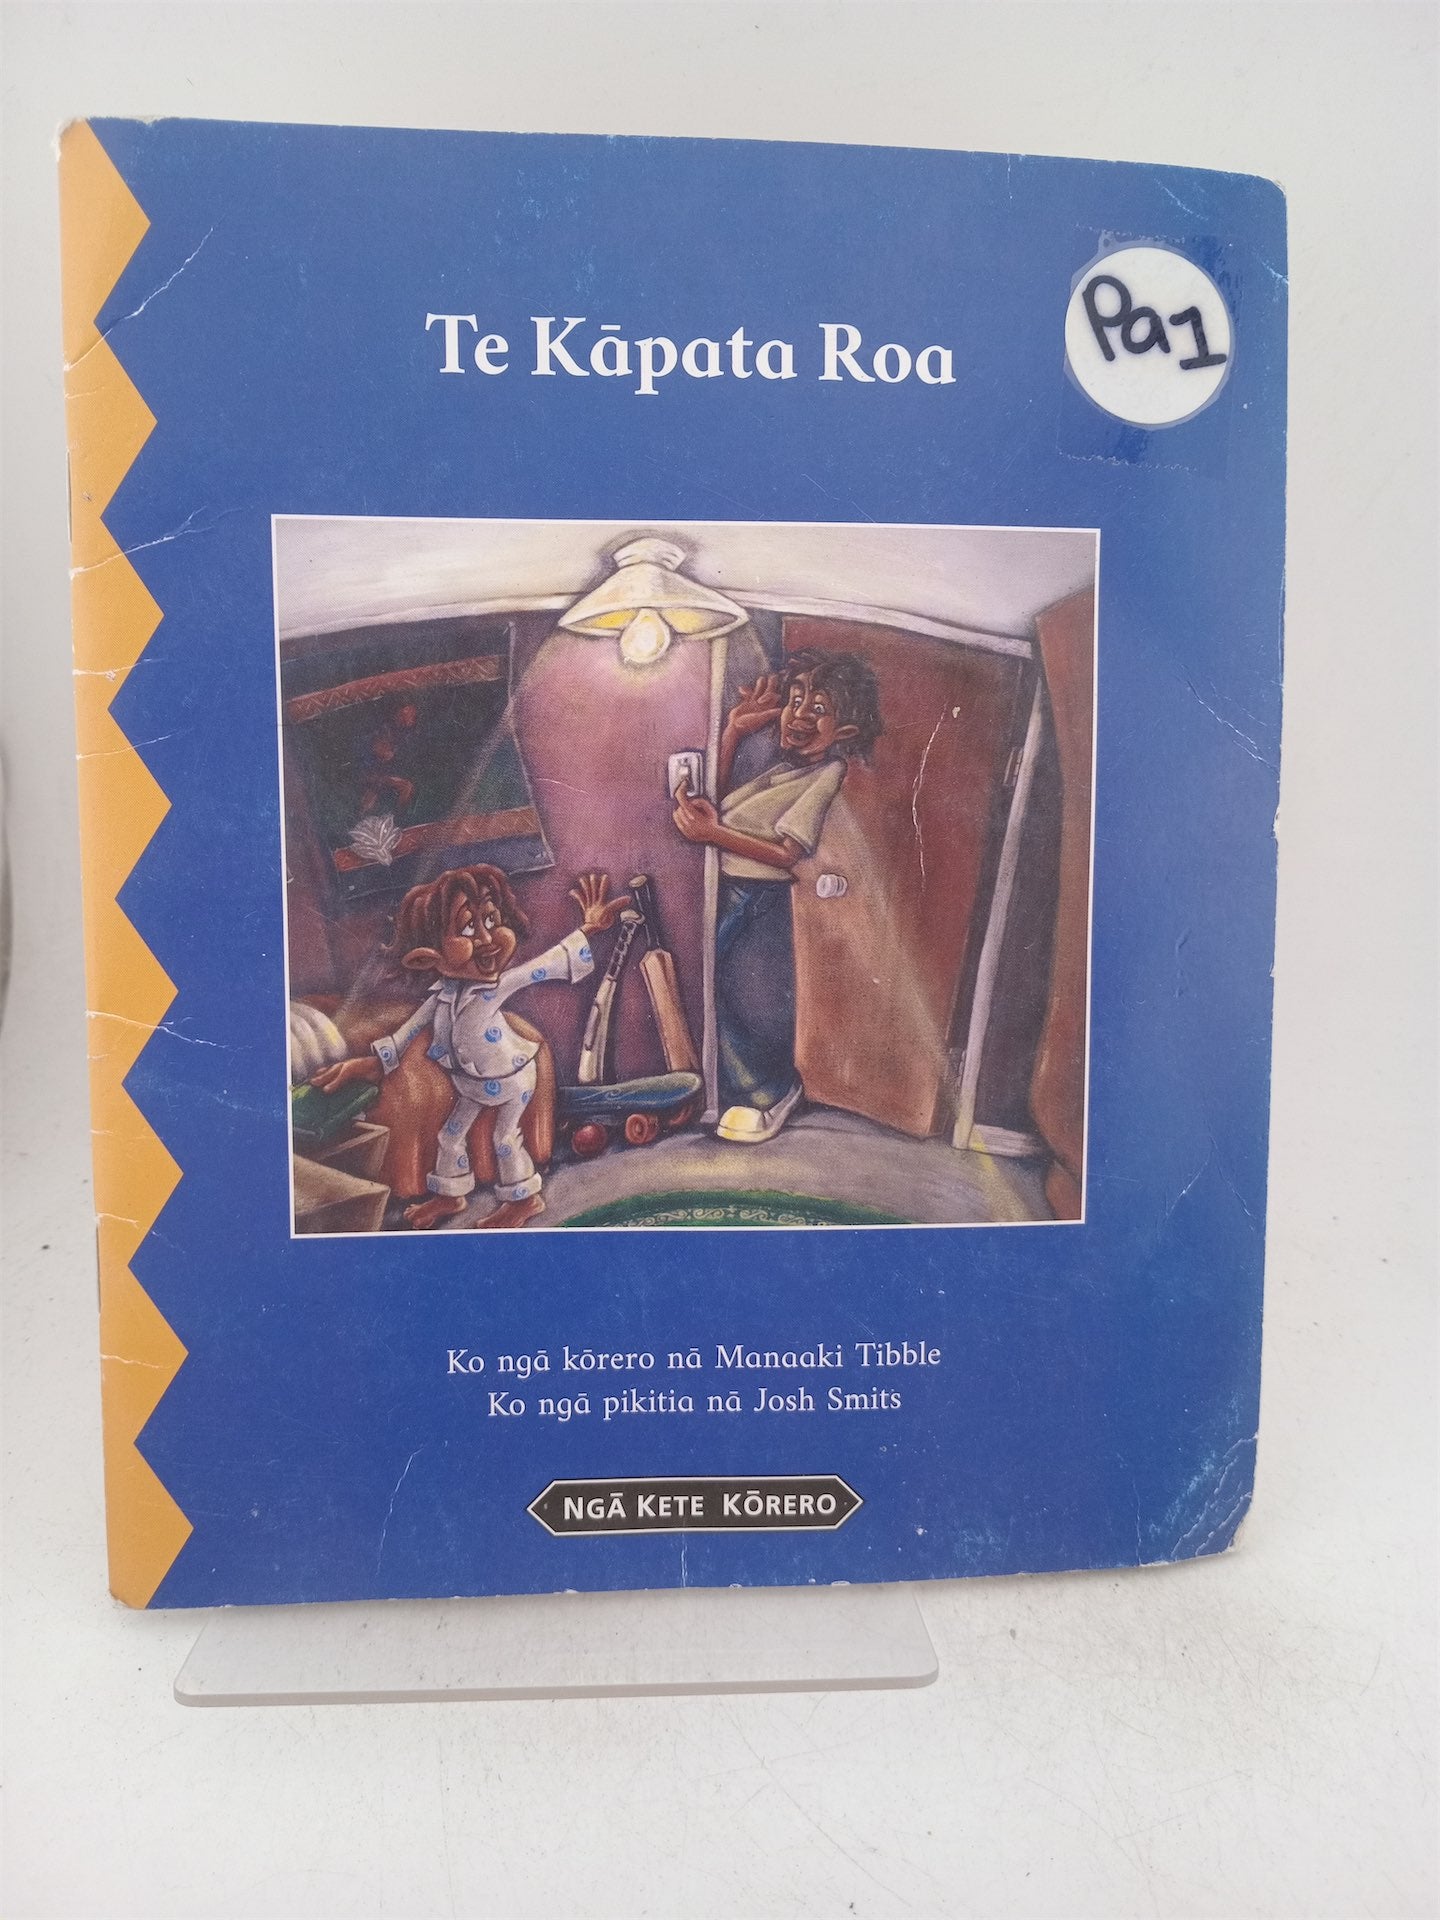 Te Kāpata Roa
Pa1
Ko ngā kōrero nā Manaaki Tibble
Ko ngā pikitia nā Josh Smits
NGĀ KETE KŌRERO